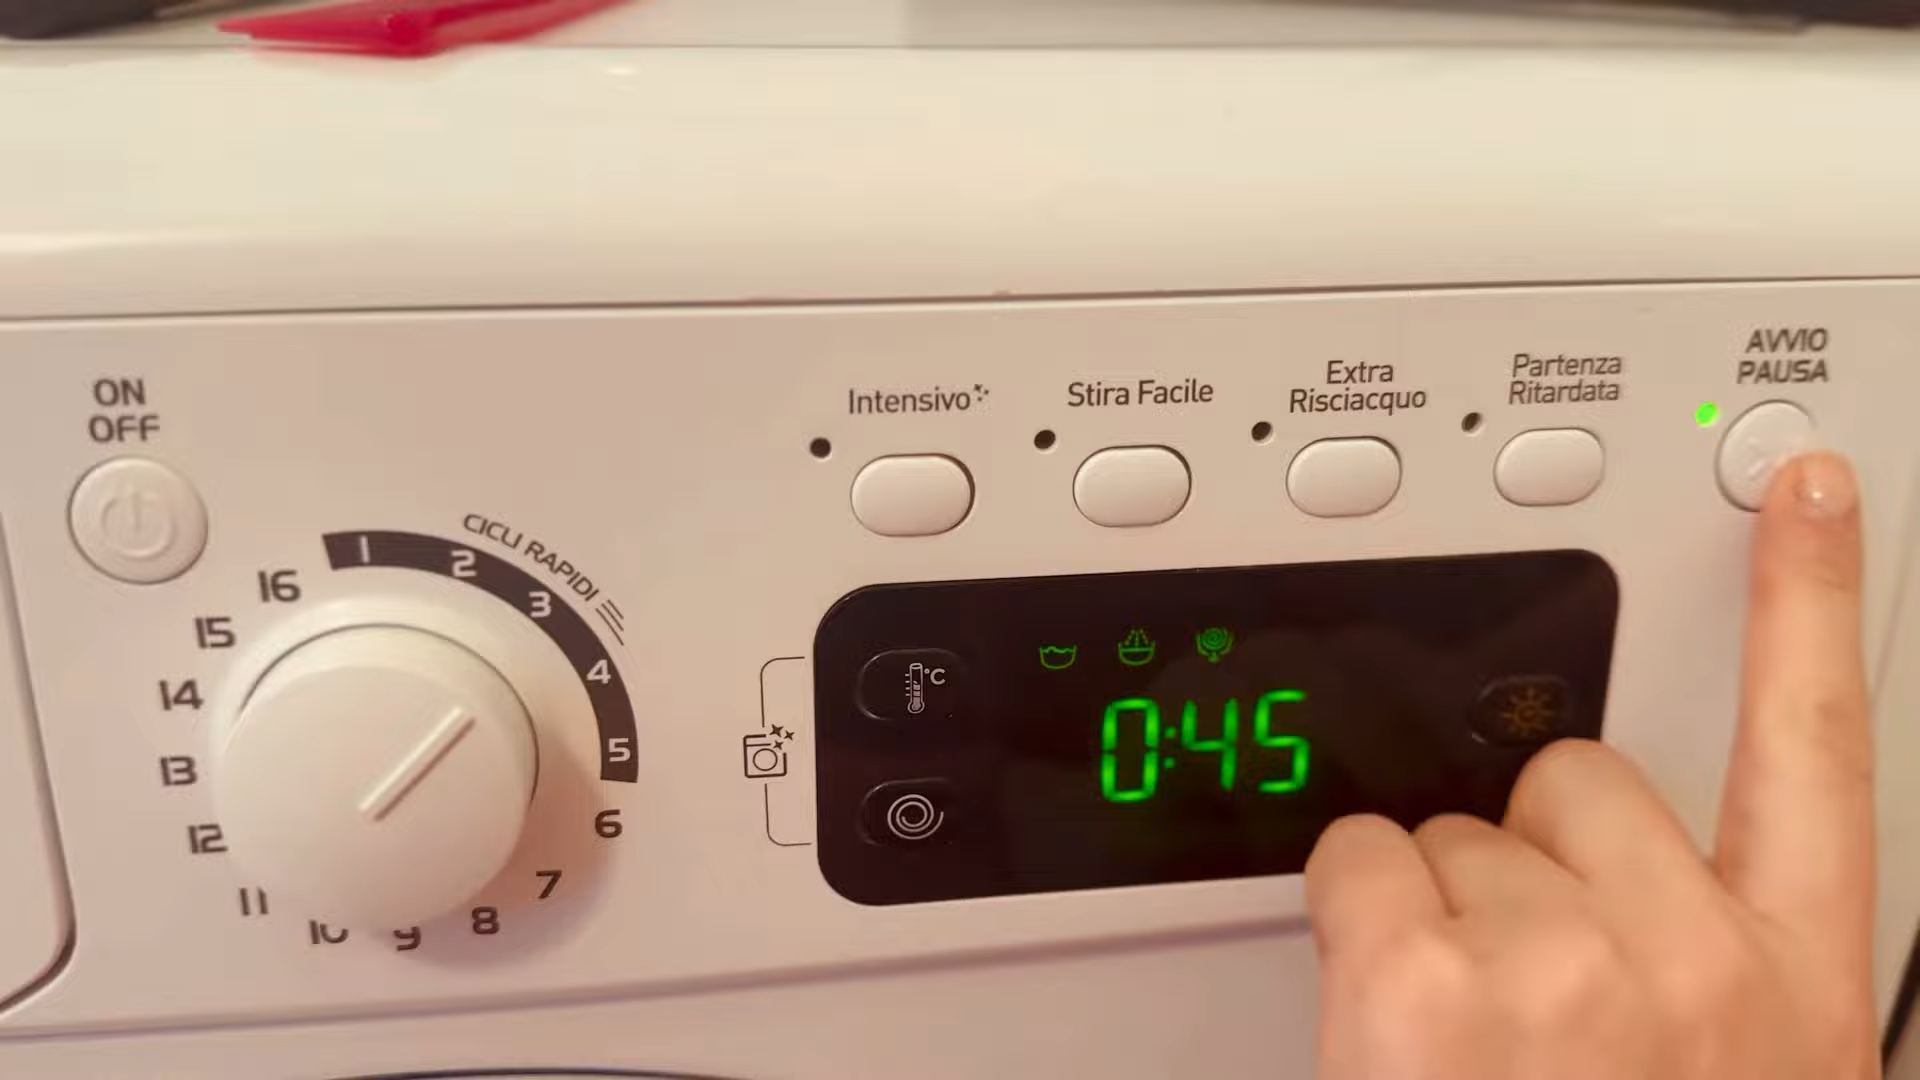 ON
OFF
Intensivo
Stira Facile
Extra
Risciacquo
Partenza
Ritardata
AVVIO
PAUSA
CICLI RAPIDI
1
2
3
4
5
6
7
8
9
10
11
12
13
14
15
16
°C
0:45